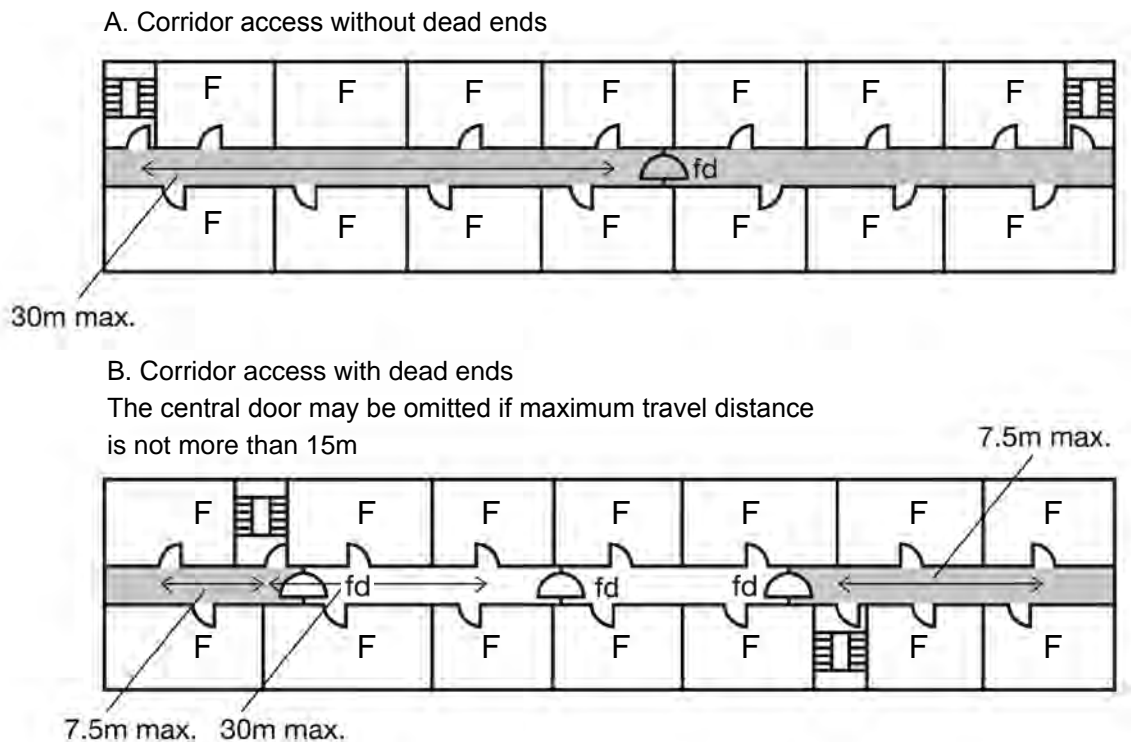 A. Corridor access without dead ends
F F F F F F F
fd
F F F F F F F
30m max.
B. Corridor access with dead ends
The central door may be omitted if maximum travel distance
is not more than 15m
7.5m max.
F F F F F F
fd fd fd
F F F F F F F
7.5m max. 30m max.